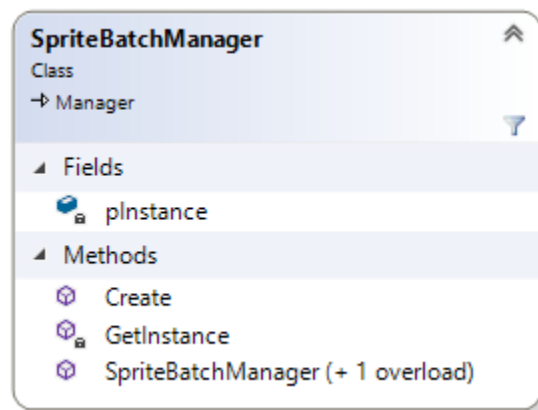 SpriteBatchManager
Class
Manager
Fields
pInstance
Methods
Create
GetInstance
SpriteBatchManager (+ 1 overload)